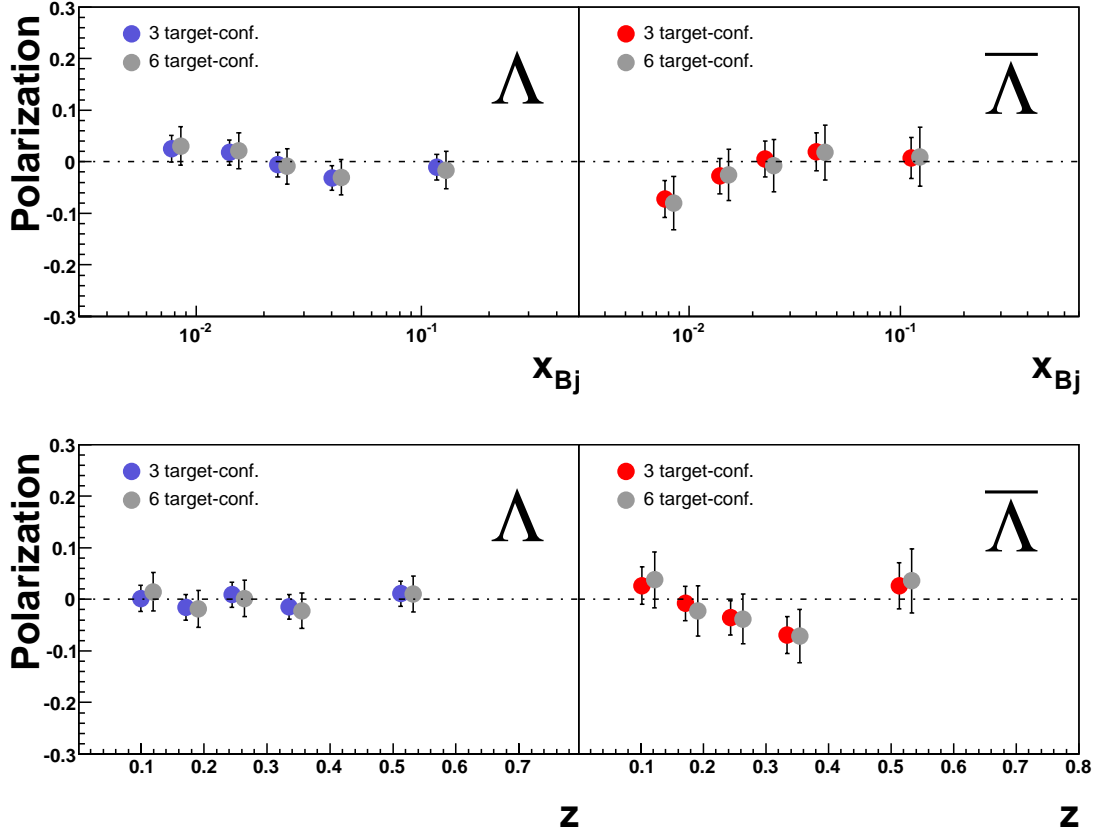 Polarization
0.3
0.2
0.1
0
-0.1
-0.2
-0.3
3 target-conf.
6 target-conf.
Λ
3 target-conf.
6 target-conf.
Λ̅
10⁻² 10⁻¹ 10⁻² 10⁻¹
x_Bj x_Bj
Polarization
0.3
0.2
0.1
0
-0.1
-0.2
-0.3
3 target-conf.
6 target-conf.
Λ
3 target-conf.
6 target-conf.
Λ̅
0.1 0.2 0.3 0.4 0.5 0.6 0.7 0.1 0.2 0.3 0.4 0.5 0.6 0.7 0.8
z z